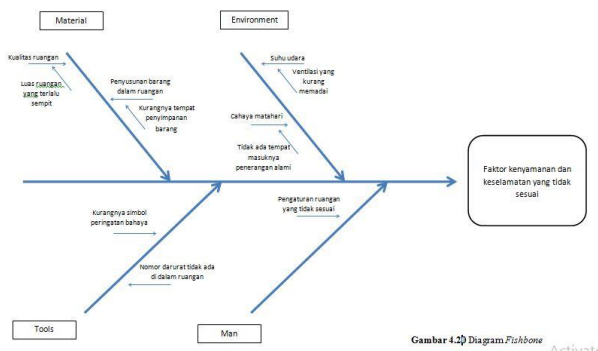 Material
Environment
Kualitas ruangan
Luas ruangan
yang terlalu
sempit
Penyusunan barang
dalam ruangan
Kurangnya tempat
penyimpanan
barang
Suhu udara
Ventilasi yang
kurang
memadai
Cahaya matahari
Tidak ada tempat
masuknya
penerangan alami
Faktor kenyamanan dan
keselamatan yang tidak
sesuai
Kurangnya simbol
peringatan bahaya
Nomor darurat tidak ada
di dalam ruangan
Pengaturan ruangan
yang tidak sesuai
Tools
Man
Gambar 4.2 Diagram Fishbone